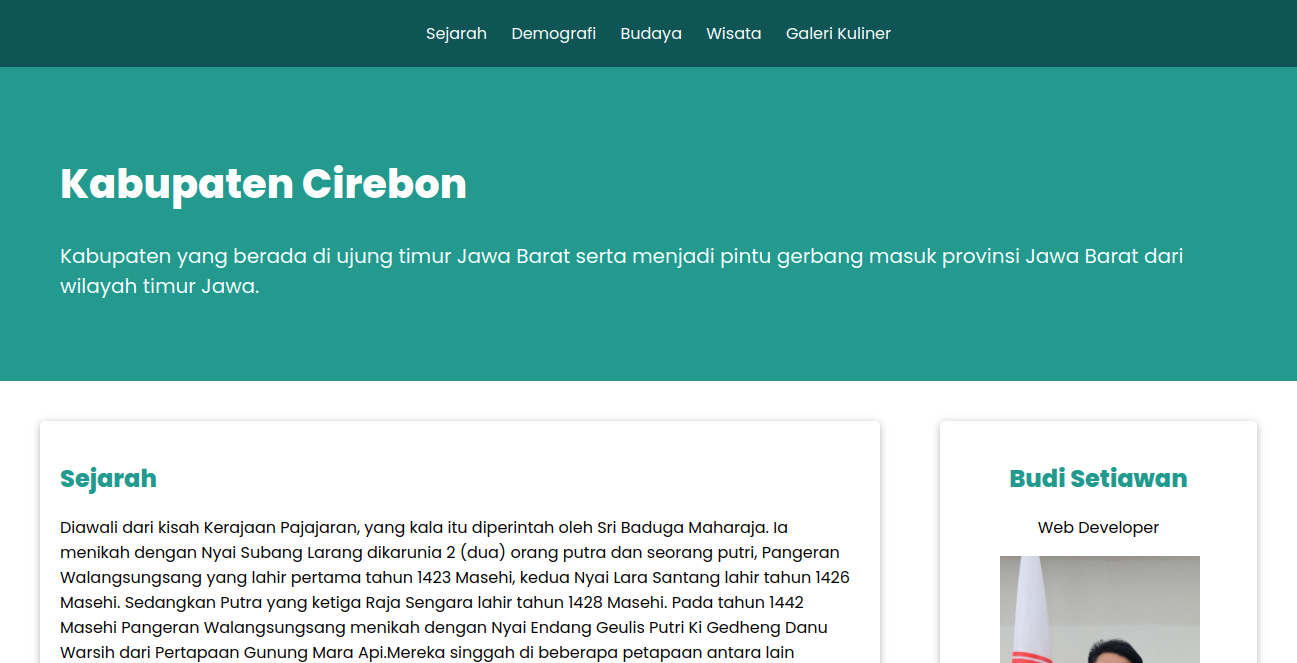 Sejarah Demografi Budaya Wisata Galeri Kuliner
Kabupaten Cirebon
Kabupaten yang berada di ujung timur Jawa Barat serta menjadi pintu gerbang masuk provinsi Jawa Barat dari
wilayah timur Jawa.
Sejarah
Diawali dari kisah Kerajaan Pajajaran, yang kala itu diperintah oleh Sri Baduga Maharaja. Ia
menikah dengan Nyai Subang Larang dikarunia 2 (dua) orang putra dan seorang putri, Pangeran
Walangsungsang yang lahir pertama tahun 1423 Masehi, kedua Nyai Lara Santang lahir tahun 1426
Masehi. Sedangkan Putra yang ketiga Raja Sengara lahir tahun 1428 Masehi. Pada tahun 1442
Masehi Pangeran Walangsungsang menikah dengan Nyai Endang Geulis Putri Ki Gedheng Danu
Warsih dari Pertapaan Gunung Mara Api.Mereka singgah di beberapa petapaan antara lain
Budi Setiawan
Web Developer